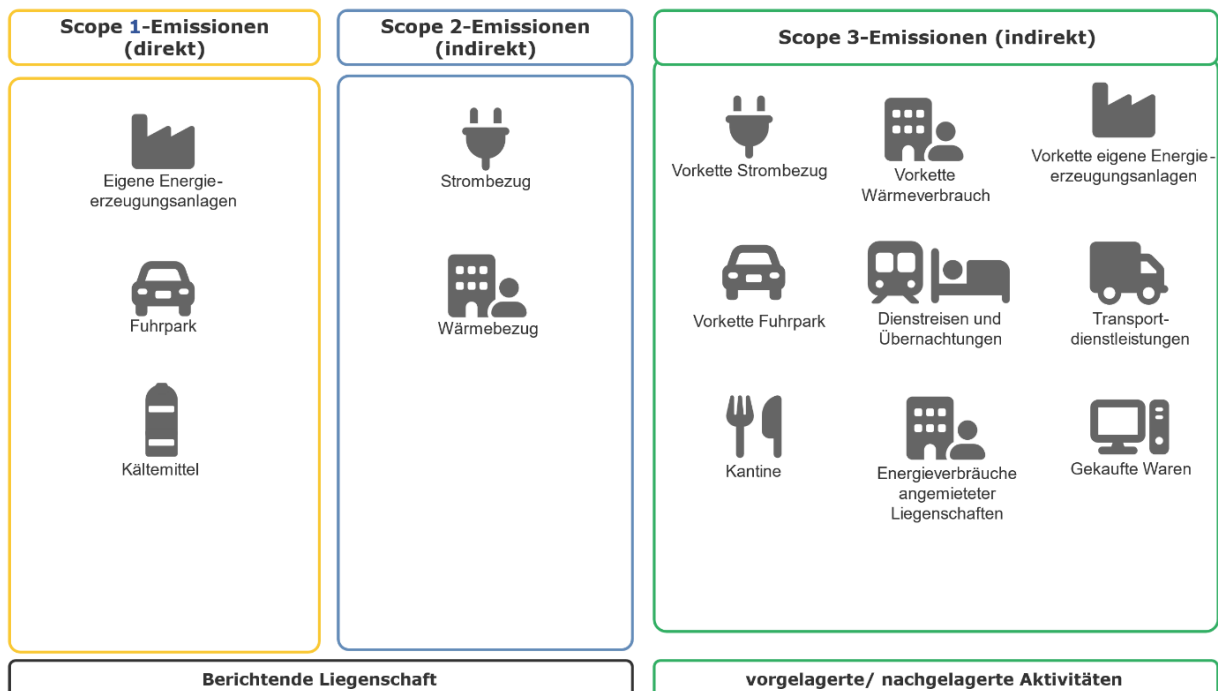 Scope 1-Emissionen
(direkt)
Eigene Energie-
erzeugungsanlagen
Fuhrpark
Kältemittel
Scope 2-Emissionen
(indirekt)
Strombezug
Wärmebezug
Berichtende Liegenschaft
Scope 3-Emissionen (indirekt)
Vorkette Strombezug
Vorkette
Wärmeverbrauch
Vorkette eigene Energie-
erzeugungsanlagen
Vorkette Fuhrpark
Dienstreisen und
Übernachtungen
Transport-
dienstleistungen
Kantine
Energieverbräuche
angemieteter
Liegenschaften
Gekaufte Waren
vorgelagerte/ nachgelagerte Aktivitäten